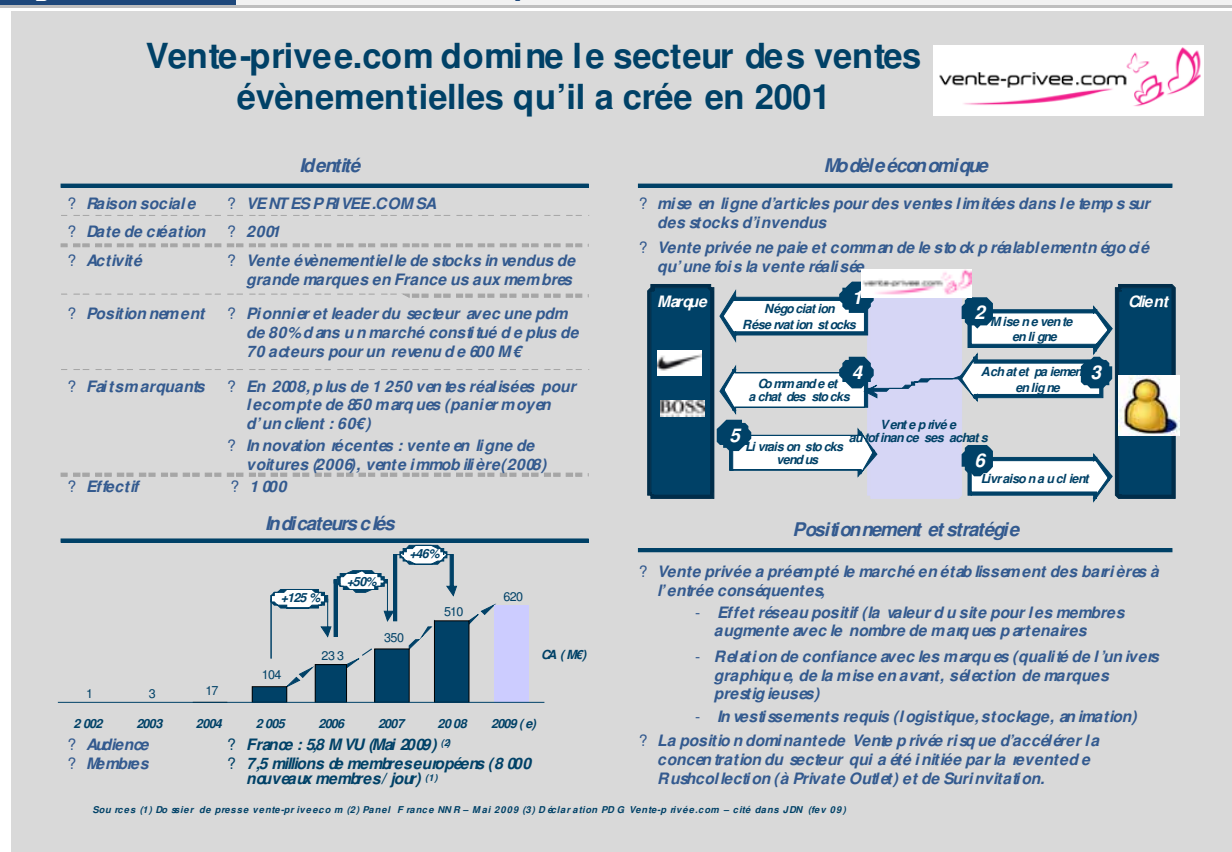 Vente-privee.com domine le secteur des ventes
évènementielles qu'il a crée en 2001
vente-privee.com
Identité
? Raison sociale ? VENTESPRIVEE.COM SA
? Date de création ? 2001
? Activité ? Vente évènementielle de stocks invendus de
grande marques en France us aux membres
? Positionnement ? Pionnier et leader du secteur avec une pdm
de 80% dans un marché constitué de plus de
70 acteurs pour un revenu de 600 M€
? Faits marquants ? En 2008, plus de 1 250 ventes réalisées pour
le compte de 850 marques (panier moyen
d'un client : 60€)
? Innovation récentes : vente en ligne de
voitures (2006), vente immobilière(2008)
? Effectif ? 1 000
Indicateurs clés
+46%
+50%
+125 %
620
510
350
233
104
17
3
1
CA (M€)
2002 2003 2004 2005 2006 2007 2008 2009 (e)
? Audience ? France : 5,8 M VU (Mai 2009) (2)
? Membres ? 7,5 millions de membres européens (8 000
nouveaux membres / jour) (1)
Modèle économique
? mise en ligne d'articles pour des ventes limitées dans le temps sur
des stocks d'invendus
? Vente privée ne paie et commande le stock préalablement négocié
qu'une fois la vente réalisée
vente-privee.com
Marque
Client
1
Négociation
Réservation stocks
2
Mise ne vente
en ligne
3
Achat et paiement
en ligne
4
Commande et
achat des stocks
BOSS
Vente privée
autofinance ses achats
5
Livraison stocks
vendus
6
Livraison au client
Positionnement et stratégie
? Vente privée a préempté le marché en établissement des barrières à
l'entrée conséquentes,
- Effet réseau positif (la valeur du site pour les membres
augmente avec le nombre de marques partenaires
- Relation de confiance avec les marques (qualité de l'univers
graphique, de la mise en avant, sélection de marques
prestigieuses)
- Investissements requis (logistique, stockage, animation)
? La position dominante de Vente privée risque d'accélérer la
concentration du secteur qui a été initiée par la revente de
Rushcollection (à Private Outlet) et de Surinvitation.
Sources (1) Dossier de presse vente-priveecom (2) Panel France NNR – Mai 2009 (3) Déclaration PDG Vente-privée.com – cité dans JDN (fev 09)